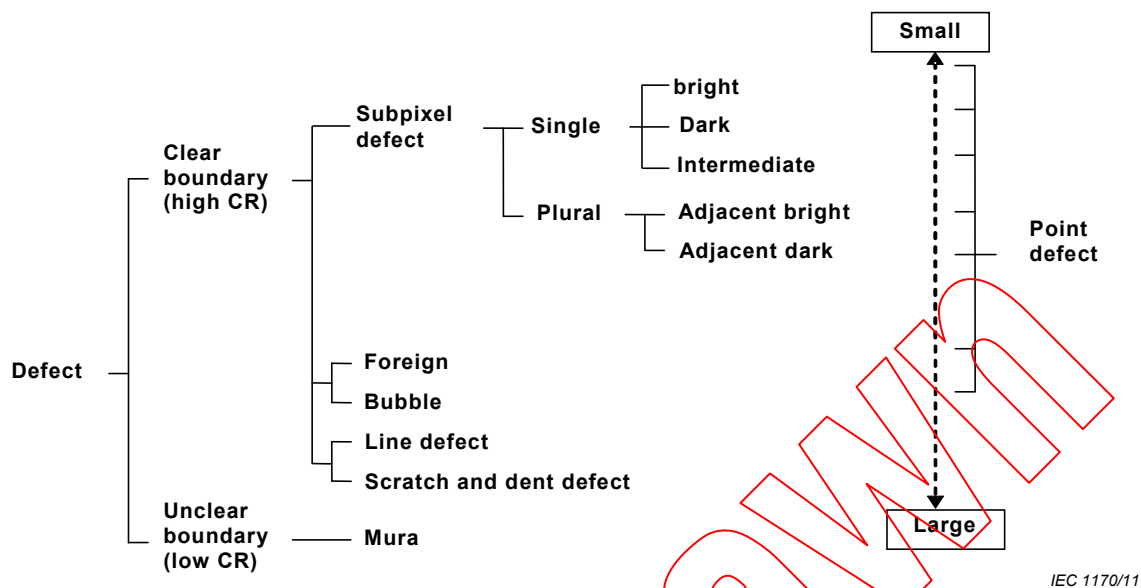 Small
bright
Subpixel
defect
Single
Dark
Clear
boundary
(high CR)
Intermediate
Plural
Adjacent bright
Adjacent dark
Point
defect
Foreign
Defect
Bubble
Line defect
Scratch and dent defect
Unclear
boundary
(low CR)
Mura
Large
IEC 1170/11